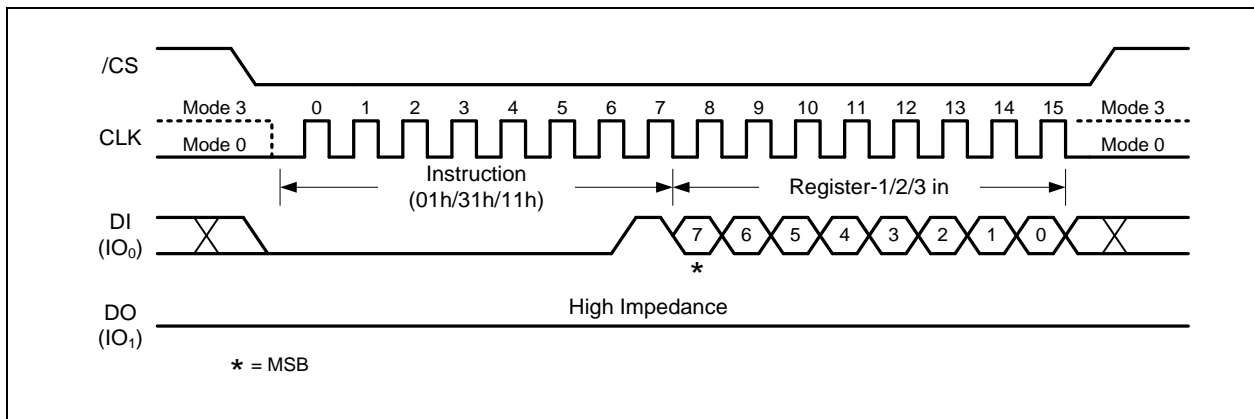 /CS
Mode 3 0 1 2 3 4 5 6 7 8 9 10 11 12 13 14 15 Mode 3
CLK
Mode 0 Mode 0
Instruction
(01h/31h/11h)
Register-1/2/3 in
DI
(IO₀)
7 6 5 4 3 2 1 0
*
High Impedance
DO
(IO₁)
* = MSB